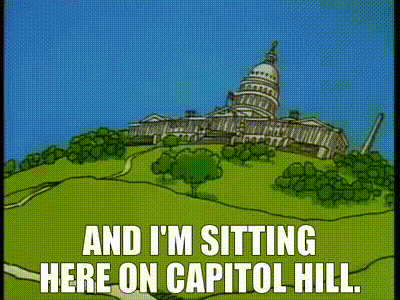 AND I'M SITTING
HERE ON CAPITOL HILL.